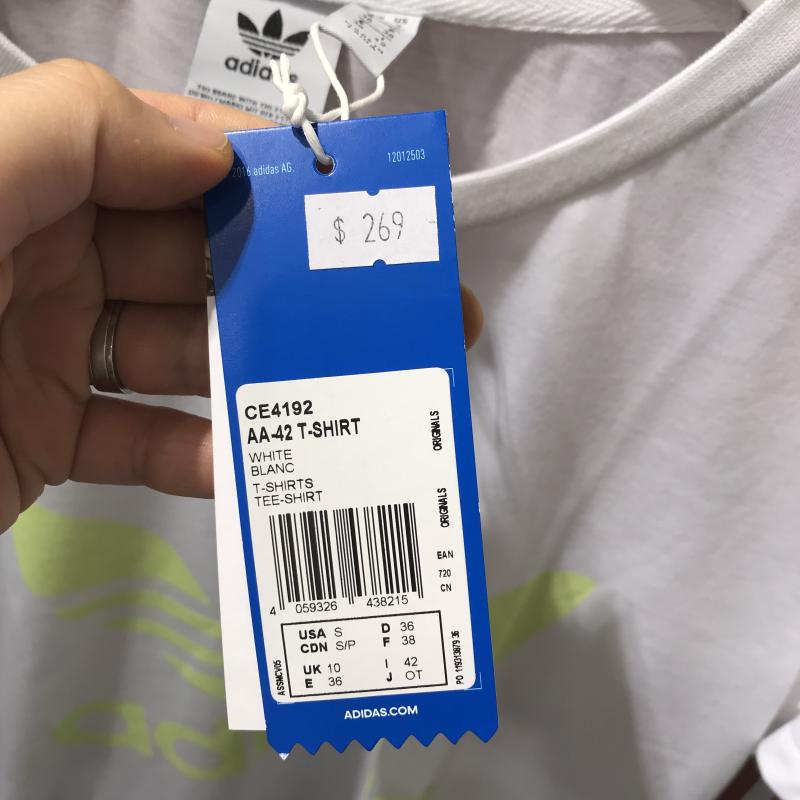 adidas
2016 adidas AG.
12012503
$ 269
CE4192
AA-42 T-SHIRT
WHITE
BLANC
T-SHIRTS
TEE-SHIRT
ORIGINALS
ORIGINALS
EAN
720
CN
4 059326 438215
USA S D 36
CDN S/P F 38
UK 10 I 42
E 36 J OT
ASSMCV05
ADIDAS.COM